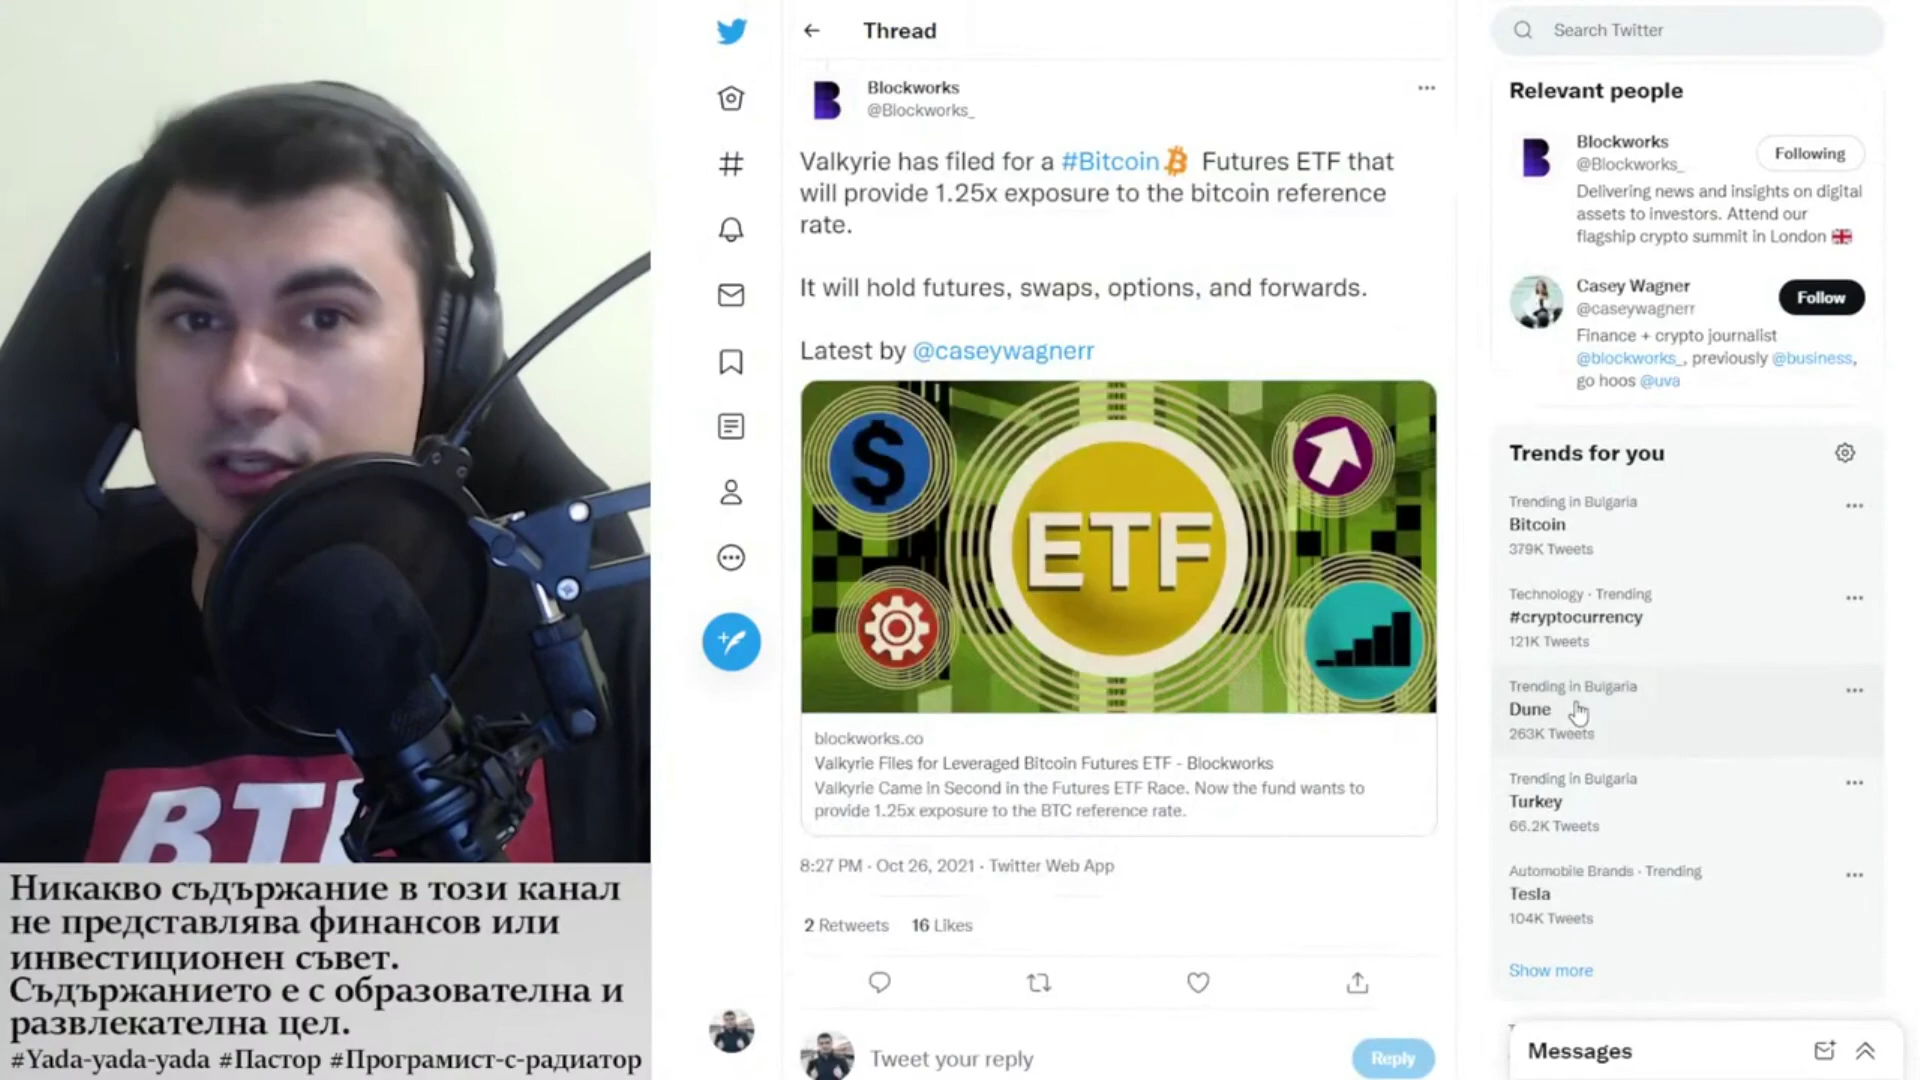 BT
Никакво съдържание в този канал
не представлява финансов или
инвестиционен съвет.
Съдържанието е с образователна и
развлекателна цел.
#Yada-yada-yada #Пастор #Програмист-с-радиатор
Thread
Blockworks
@Blockworks_
Valkyrie has filed for a #Bitcoin Futures ETF that
will provide 1.25x exposure to the bitcoin reference
rate.
It will hold futures, swaps, options, and forwards.
Latest by @caseywagnerr
ETF
blockworks.co
Valkyrie Files for Leveraged Bitcoin Futures ETF - Blockworks
Valkyrie Came in Second in the Futures ETF Race. Now the fund wants to
provide 1.25x exposure to the BTC reference rate.
8:27 PM · Oct 26, 2021 · Twitter Web App
2 Retweets 16 Likes
Tweet your reply
Reply
Search Twitter
Relevant people
Blockworks
@Blockworks_
Following
Delivering news and insights on digital
assets to investors. Attend our
flagship crypto summit in London
Casey Wagner
@caseywagnerr
Follow
Finance + crypto journalist
@blockworks_, previously @business,
go hoos @uva
Trends for you
Trending in Bulgaria
Bitcoin
379K Tweets
Technology · Trending
#cryptocurrency
121K Tweets
Trending in Bulgaria
Dune
263K Tweets
Trending in Bulgaria
Turkey
66.2K Tweets
Automobile Brands · Trending
Tesla
104K Tweets
Show more
Messages